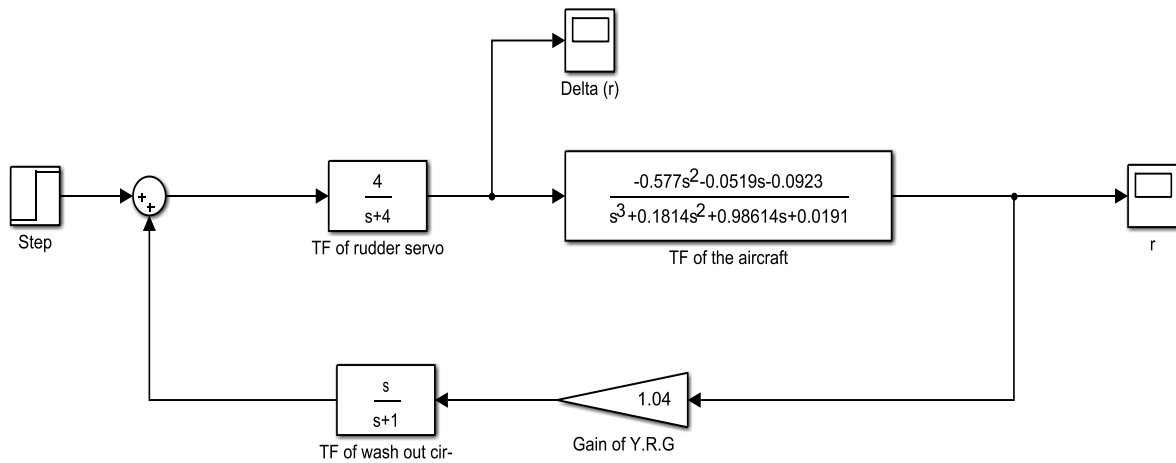 Delta (r)
Step
+
+
4
s+4
TF of rudder servo
-0.577s²-0.0519s-0.0923
s³+0.1814s²+0.98614s+0.0191
TF of the aircraft
r
s
s+1
TF of wash out cir-
1.04
Gain of Y.R.G